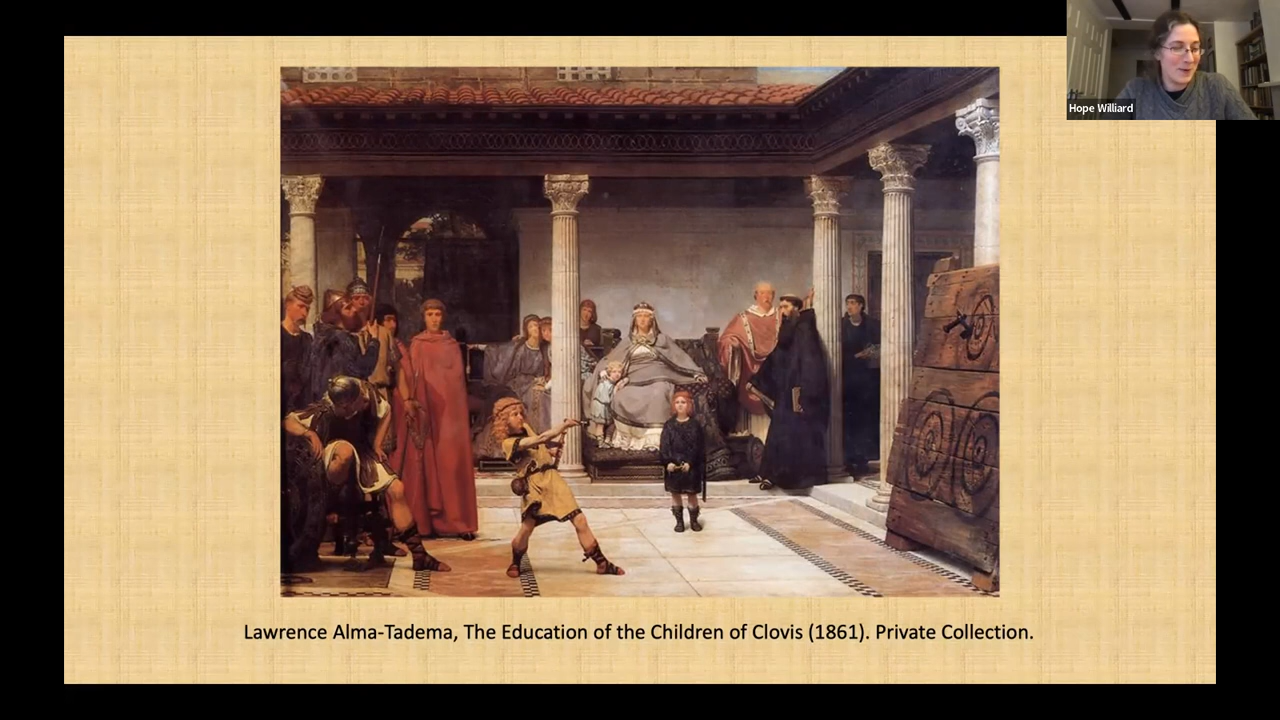 Hope Williard
Lawrence Alma-Tadema, The Education of the Children of Clovis (1861). Private Collection.